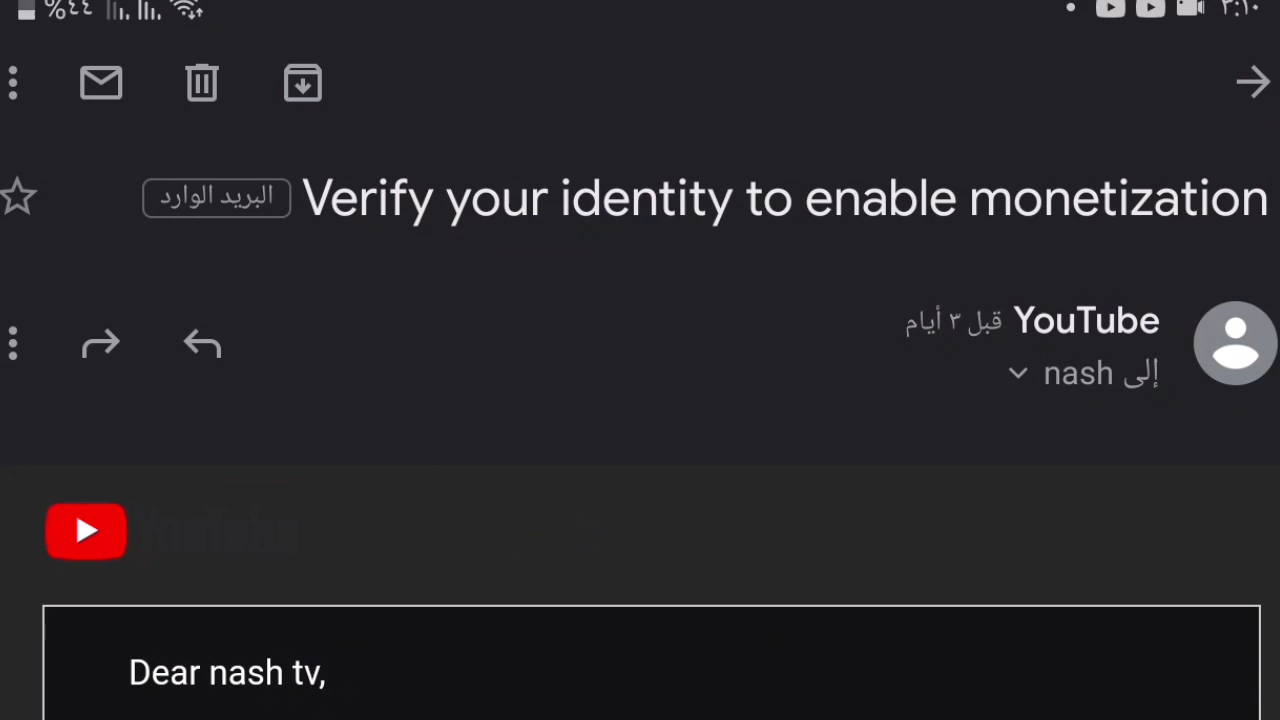 %٤٤
٣:١٠
Verify your identity to enable monetization
البريد الوارد
YouTube قبل ٣ أيام
إلى nash
YouTube
Dear nash tv,